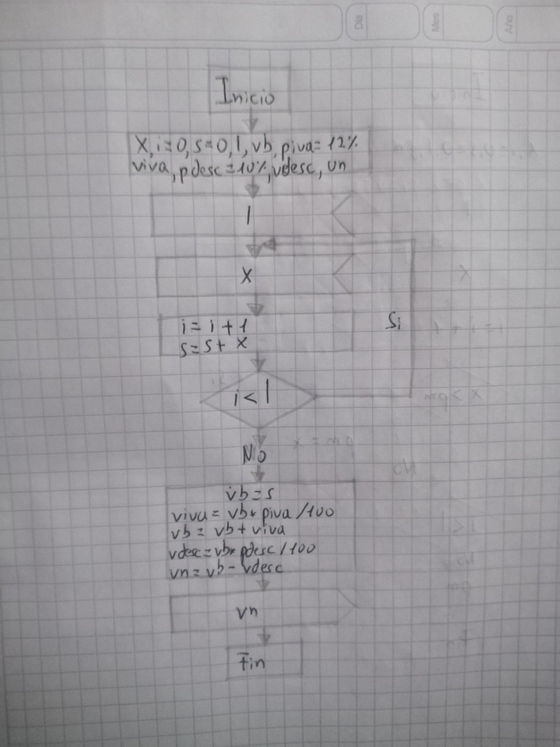 Día
Mes
Año
Inicio
X, i=0, s=0, l, vb, piva=12%
viva, pdesc=10%, vdesc, vn
l
X
i = i + 1
s = s + x
Si
i < l
No
vb = s
viva = vb * piva / 100
vb = vb + viva
vdesc = vb * pdesc / 100
vn = vb - vdesc
vn
Fin